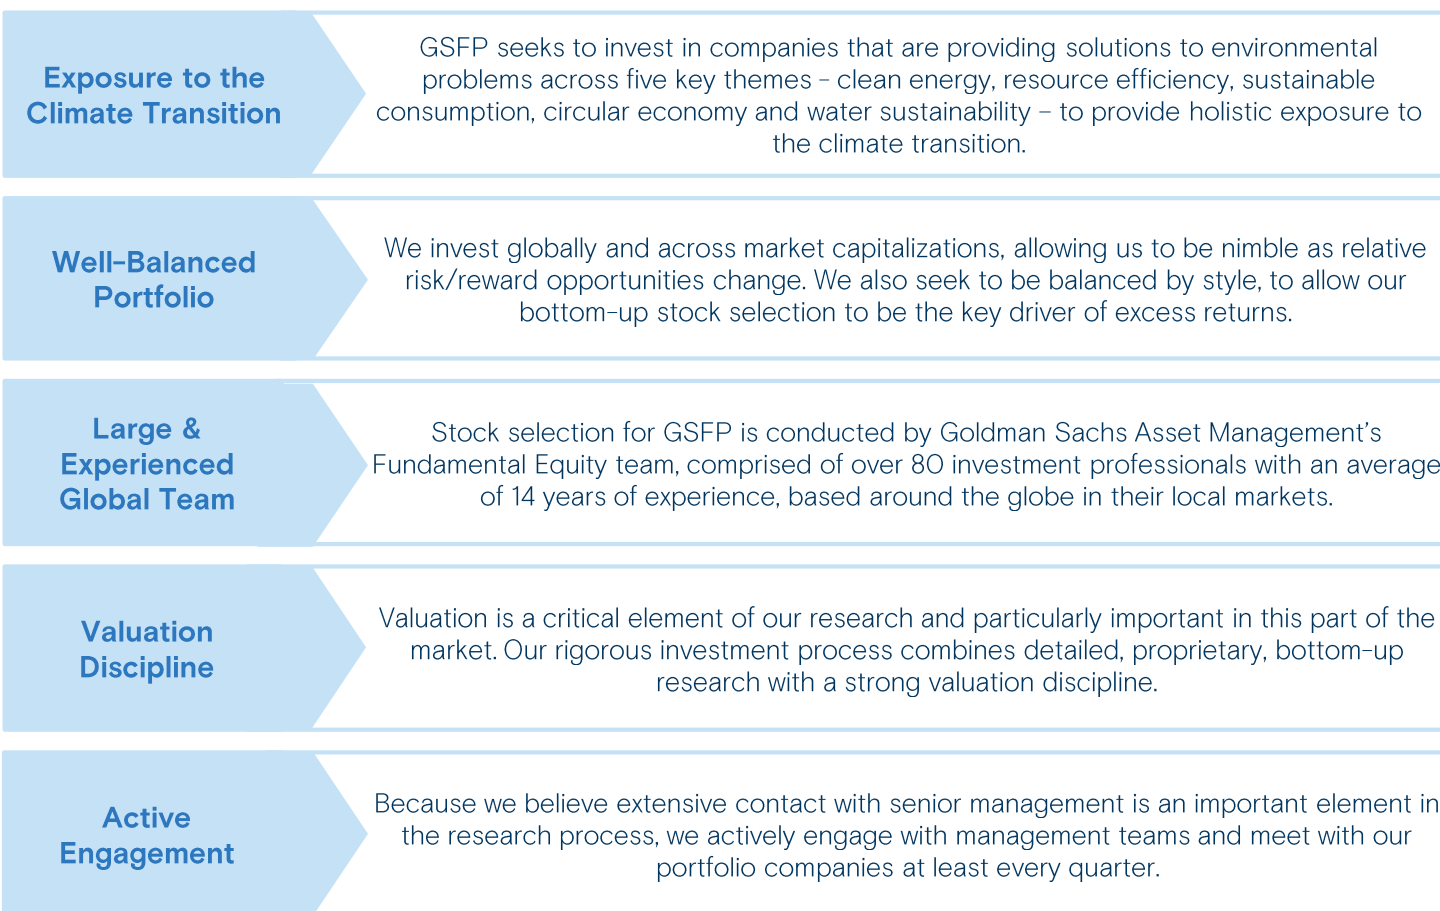 Exposure to the
Climate Transition
GSFP seeks to invest in companies that are providing solutions to environmental
problems across five key themes – clean energy, resource efficiency, sustainable
consumption, circular economy and water sustainability – to provide holistic exposure to
the climate transition.
Well-Balanced
Portfolio
We invest globally and across market capitalizations, allowing us to be nimble as relative
risk/reward opportunities change. We also seek to be balanced by style, to allow our
bottom-up stock selection to be the key driver of excess returns.
Large &
Experienced
Global Team
Stock selection for GSFP is conducted by Goldman Sachs Asset Management's
Fundamental Equity team, comprised of over 80 investment professionals with an average
of 14 years of experience, based around the globe in their local markets.
Valuation
Discipline
Valuation is a critical element of our research and particularly important in this part of the
market. Our rigorous investment process combines detailed, proprietary, bottom-up
research with a strong valuation discipline.
Active
Engagement
Because we believe extensive contact with senior management is an important element in
the research process, we actively engage with management teams and meet with our
portfolio companies at least every quarter.